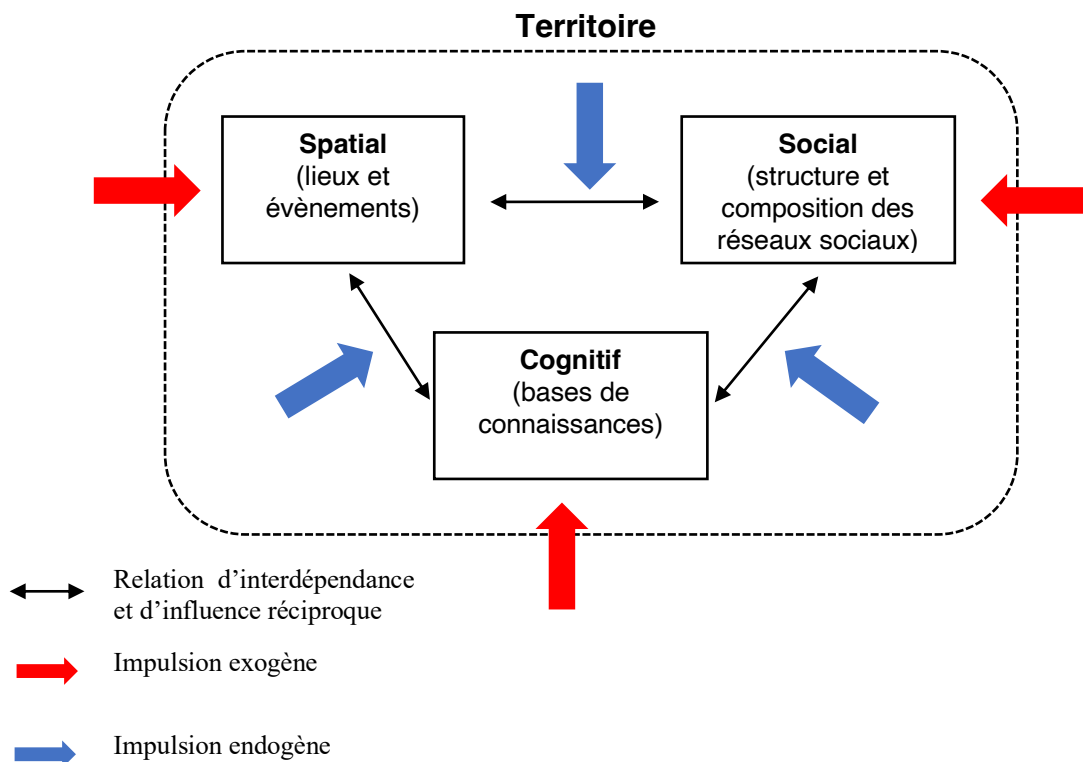 Territoire
Spatial
(lieux et
évènements)
Social
(structure et
composition des
réseaux sociaux)
Cognitif
(bases de
connaissances)
Relation d’interdépendance
et d’influence réciproque
Impulsion exogène
Impulsion endogène